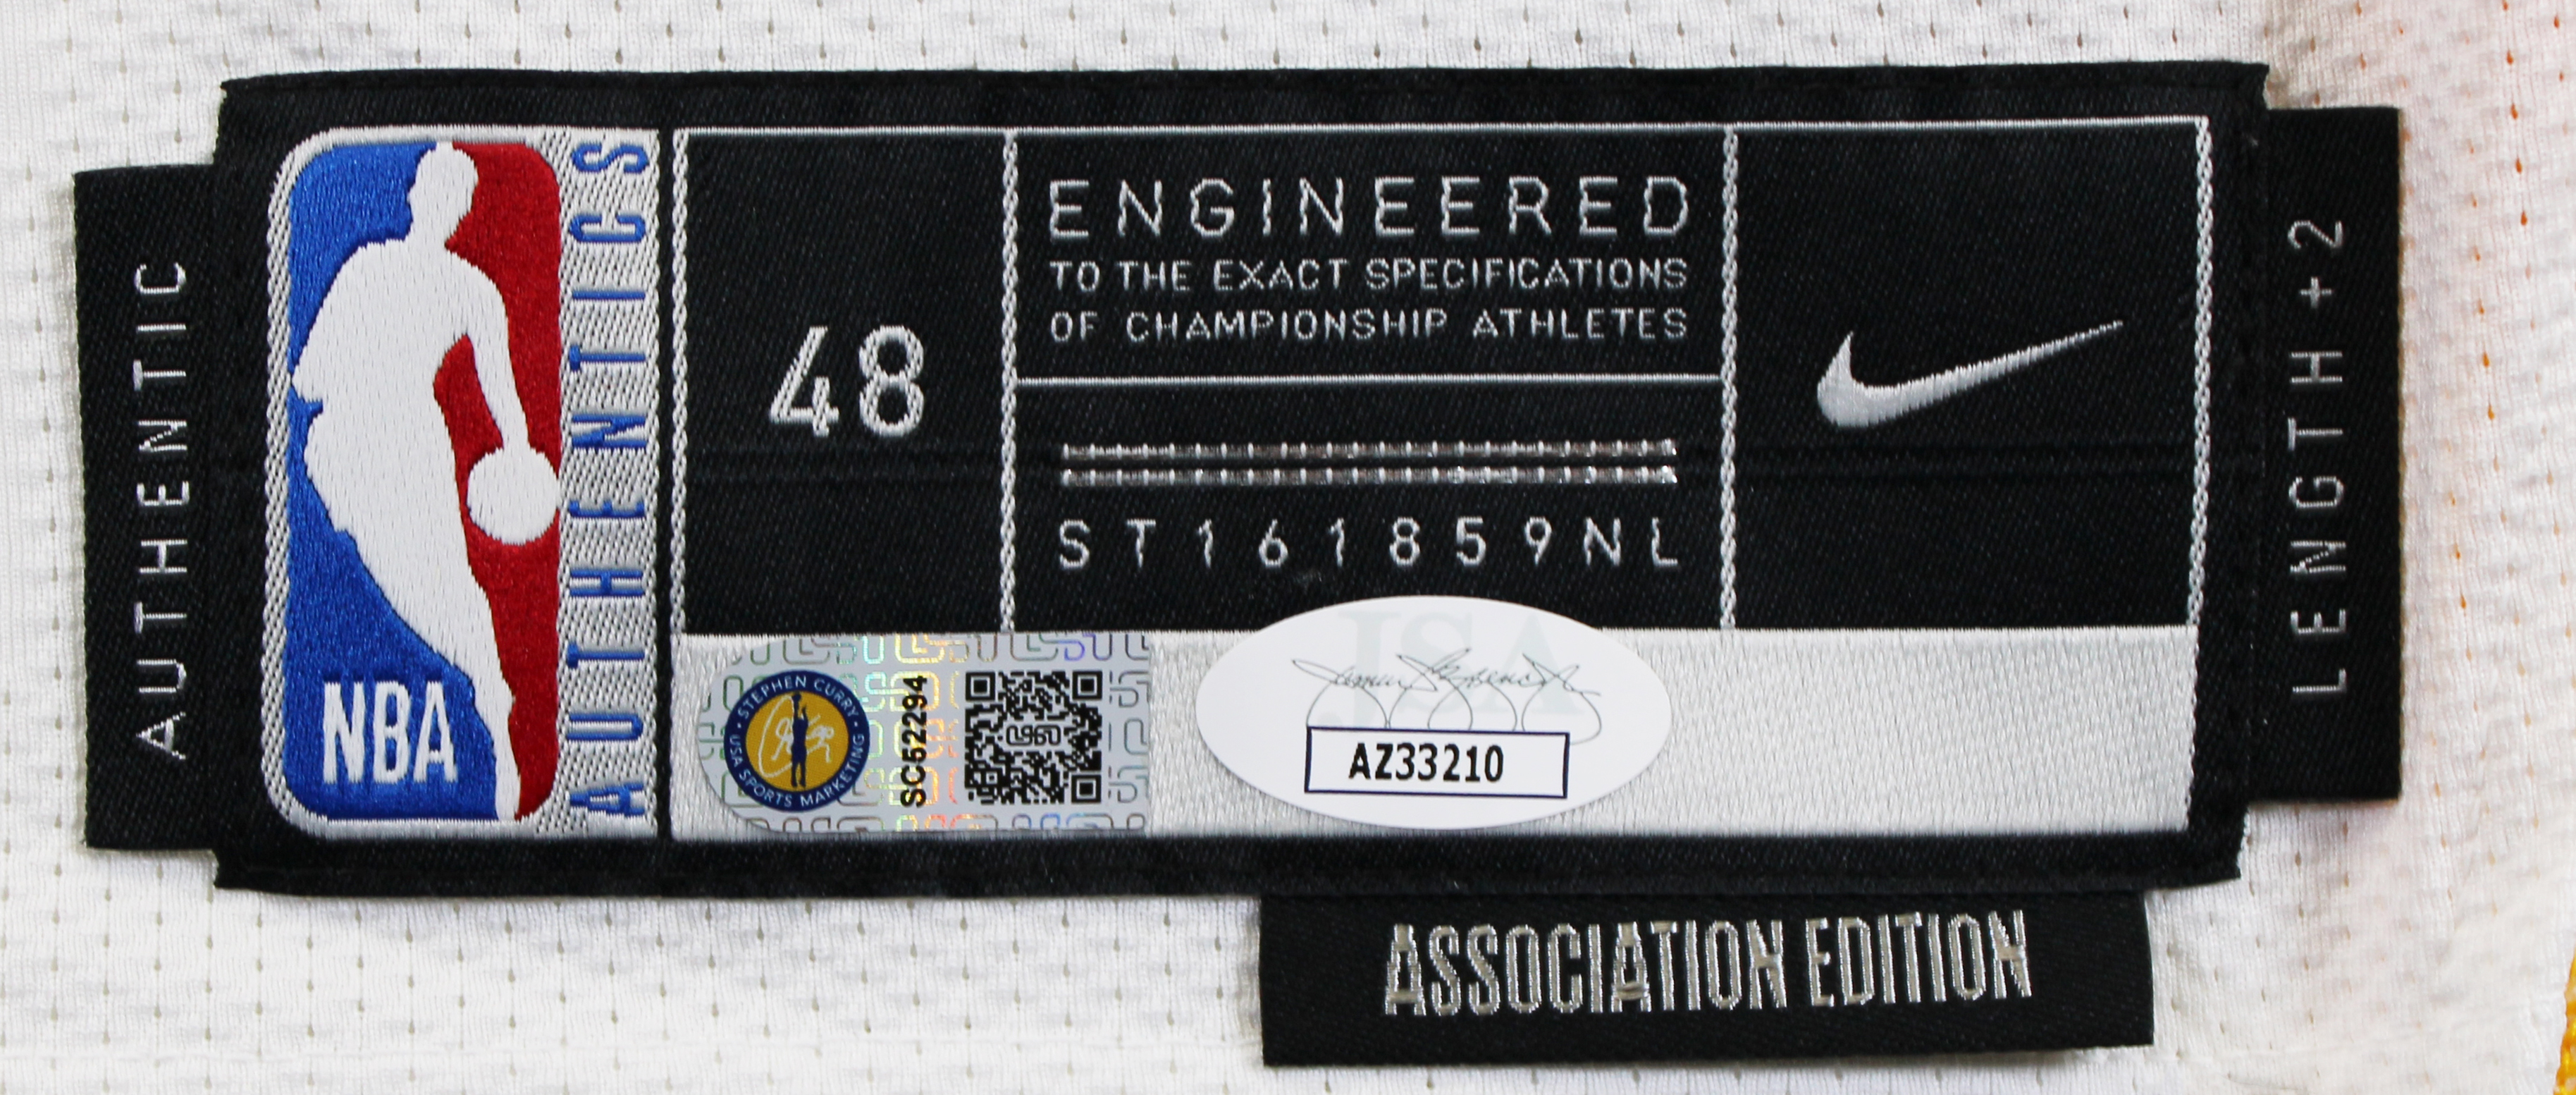 AUTHENTIC
NBA
AUTHENTICS
48
ENGINEERED
TO THE EXACT SPECIFICATIONS
OF CHAMPIONSHIP ATHLETES
ST161859NL
LENGTH+2
STEPHEN CURRY
USA SPORTS MARKETING
SC52294
JSA
AZ33210
ASSOCIATION EDITION